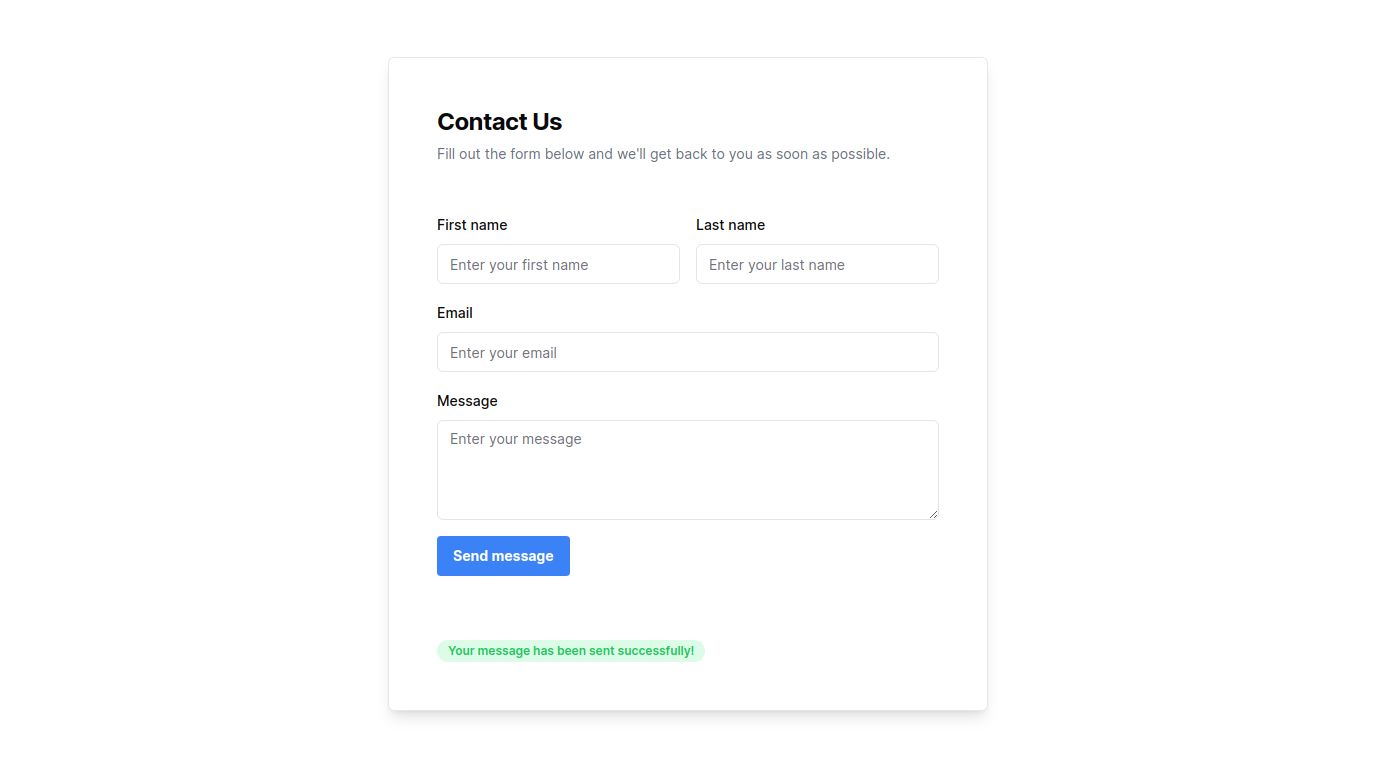 Contact Us
Fill out the form below and we'll get back to you as soon as possible.
First name
Last name
Enter your first name
Enter your last name
Email
Enter your email
Message
Enter your message
Send message
Your message has been sent successfully!